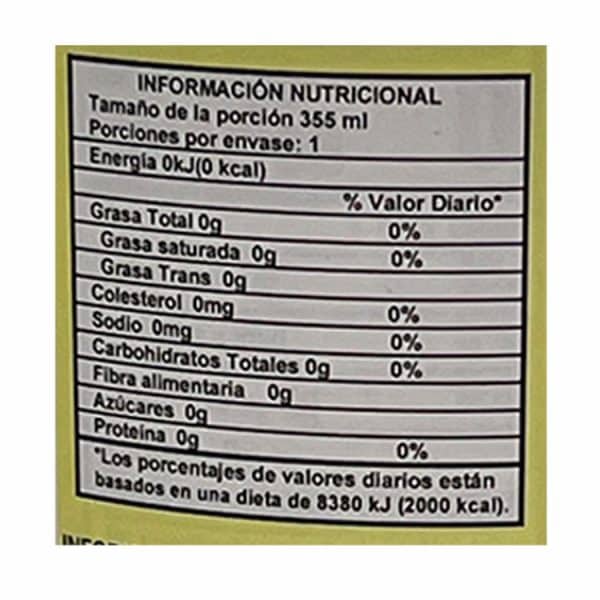 INFORMACIÓN NUTRICIONAL
Tamaño de la porción 355 ml
Porciones por envase: 1
Energía 0kJ(0 kcal)
% Valor Diario*
Grasa Total 0g 0%
Grasa saturada 0g 0%
Grasa Trans 0g
Colesterol 0mg 0%
Sodio 0mg 0%
Carbohidratos Totales 0g 0%
Fibra alimentaria 0g
Azúcares 0g
Proteína 0g 0%
*Los porcentajes de valores diarios están
basados en una dieta de 8380 kJ (2000 kcal).